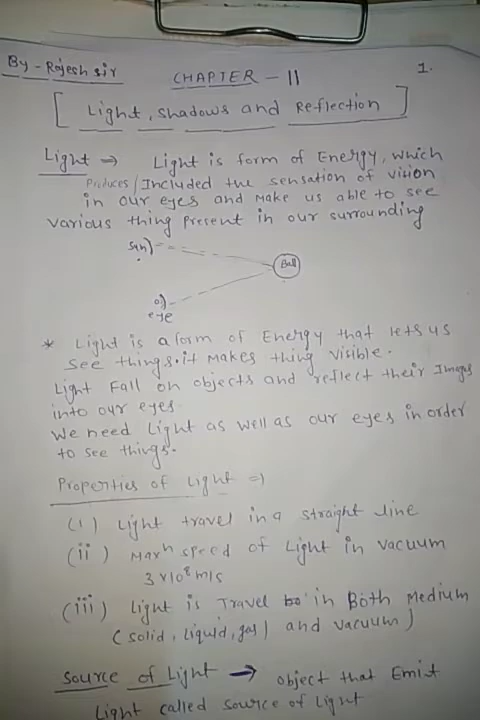 By - Rajesh sir
1.
CHAPTER - 11
[ Light, shadows and Reflection ]
Light → Light is form of Energy, which
Produces/Included the sensation of vision
in our eyes and Make us able to see
various thing present in our surrounding
sun
Ball
eye
* Light is a form of Energy that lets us
see things. it makes thing visible.
Light Fall on objects and reflect their Images
into our eyes
We need Light as well as our eyes in order
to see things.
Properties of Light ⇒
(i) Light travel in a straight line
(ii) Maxm speed of Light in vacuum
3 x 10⁸ m/s
(iii) Light is Travel in Both Medium
(solid, Liquid, gas) and vacuum)
Source of Light → object that Emit
Light called source of Light